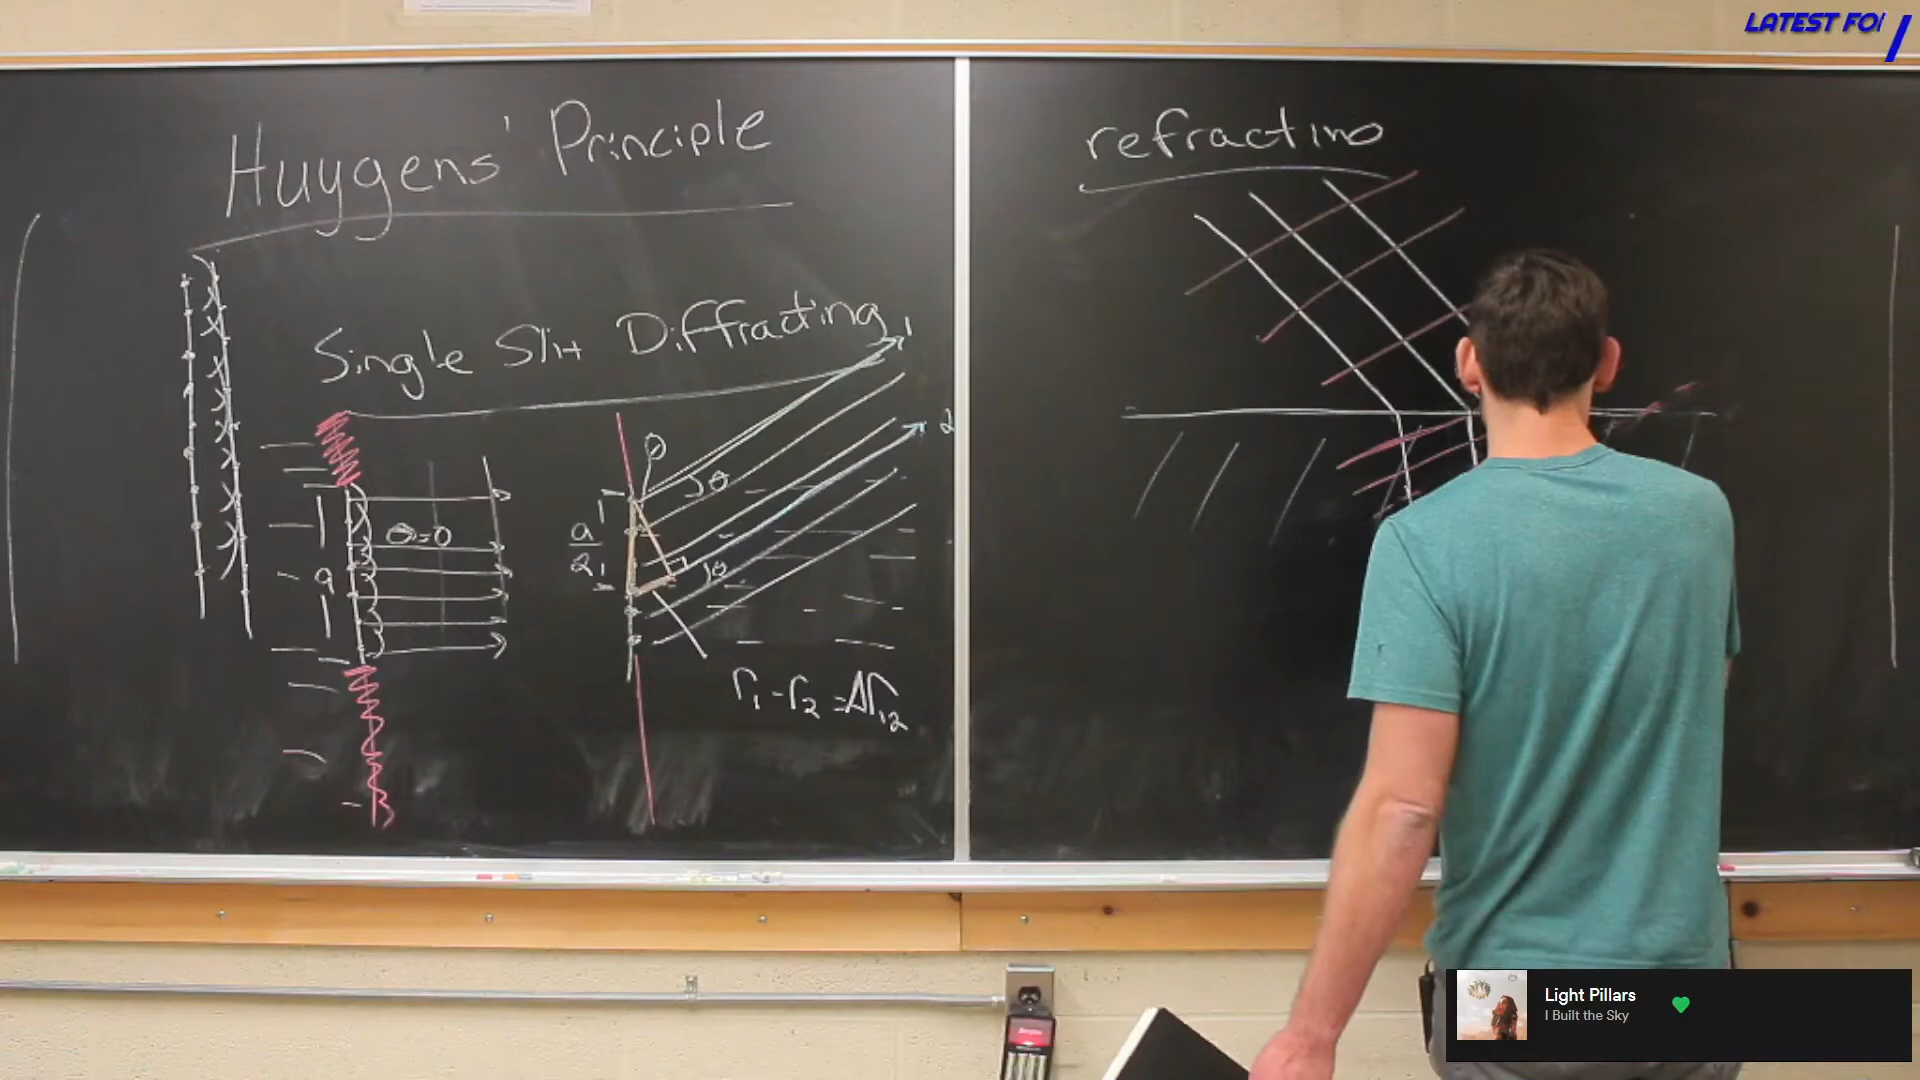 LATEST FO
Huygens' Principle
Single Slit Diffracting
1
2
θ
θ
θ
θ=0
a
a
2
r₁-r₂=Δr₁₂
refracting
Light Pillars
I Built the Sky